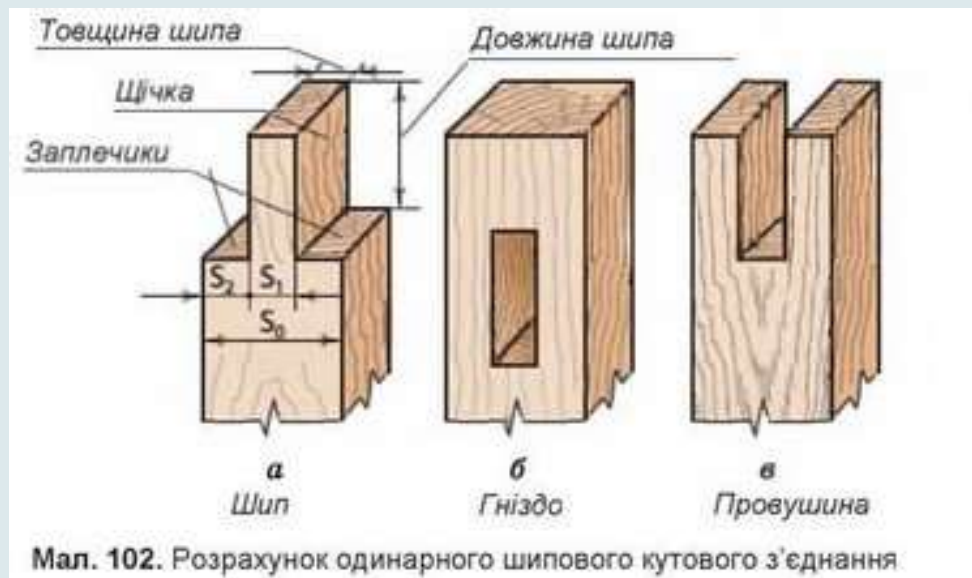 Товщина шипа
Довжина шипа
Щічка
Заплечики
S₂ S₁
S₀
а б в
Шип Гніздо Провушина
Мал. 102. Розрахунок одинарного шипового кутового з'єднання